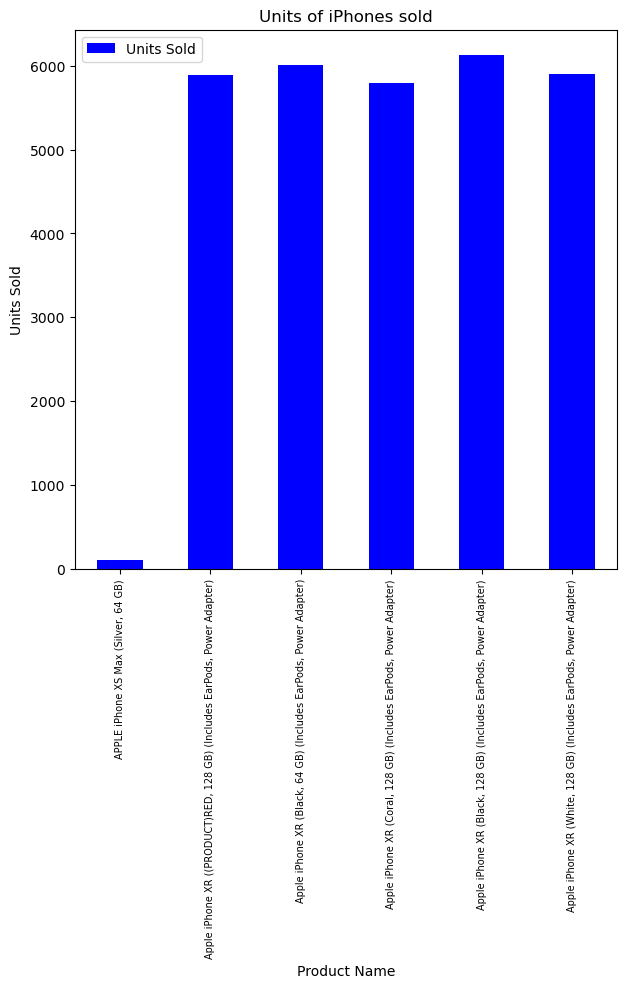 Units of iPhones sold
Units Sold
Units Sold
6000
5000
4000
3000
2000
1000
0
APPLE iPhone XS Max (Silver, 64 GB)
Apple iPhone XR ((PRODUCT)RED, 128 GB) (Includes EarPods, Power Adapter)
Apple iPhone XR (Black, 64 GB) (Includes EarPods, Power Adapter)
Apple iPhone XR (Coral, 128 GB) (Includes EarPods, Power Adapter)
Apple iPhone XR (Black, 128 GB) (Includes EarPods, Power Adapter)
Apple iPhone XR (White, 128 GB) (Includes EarPods, Power Adapter)
Product Name